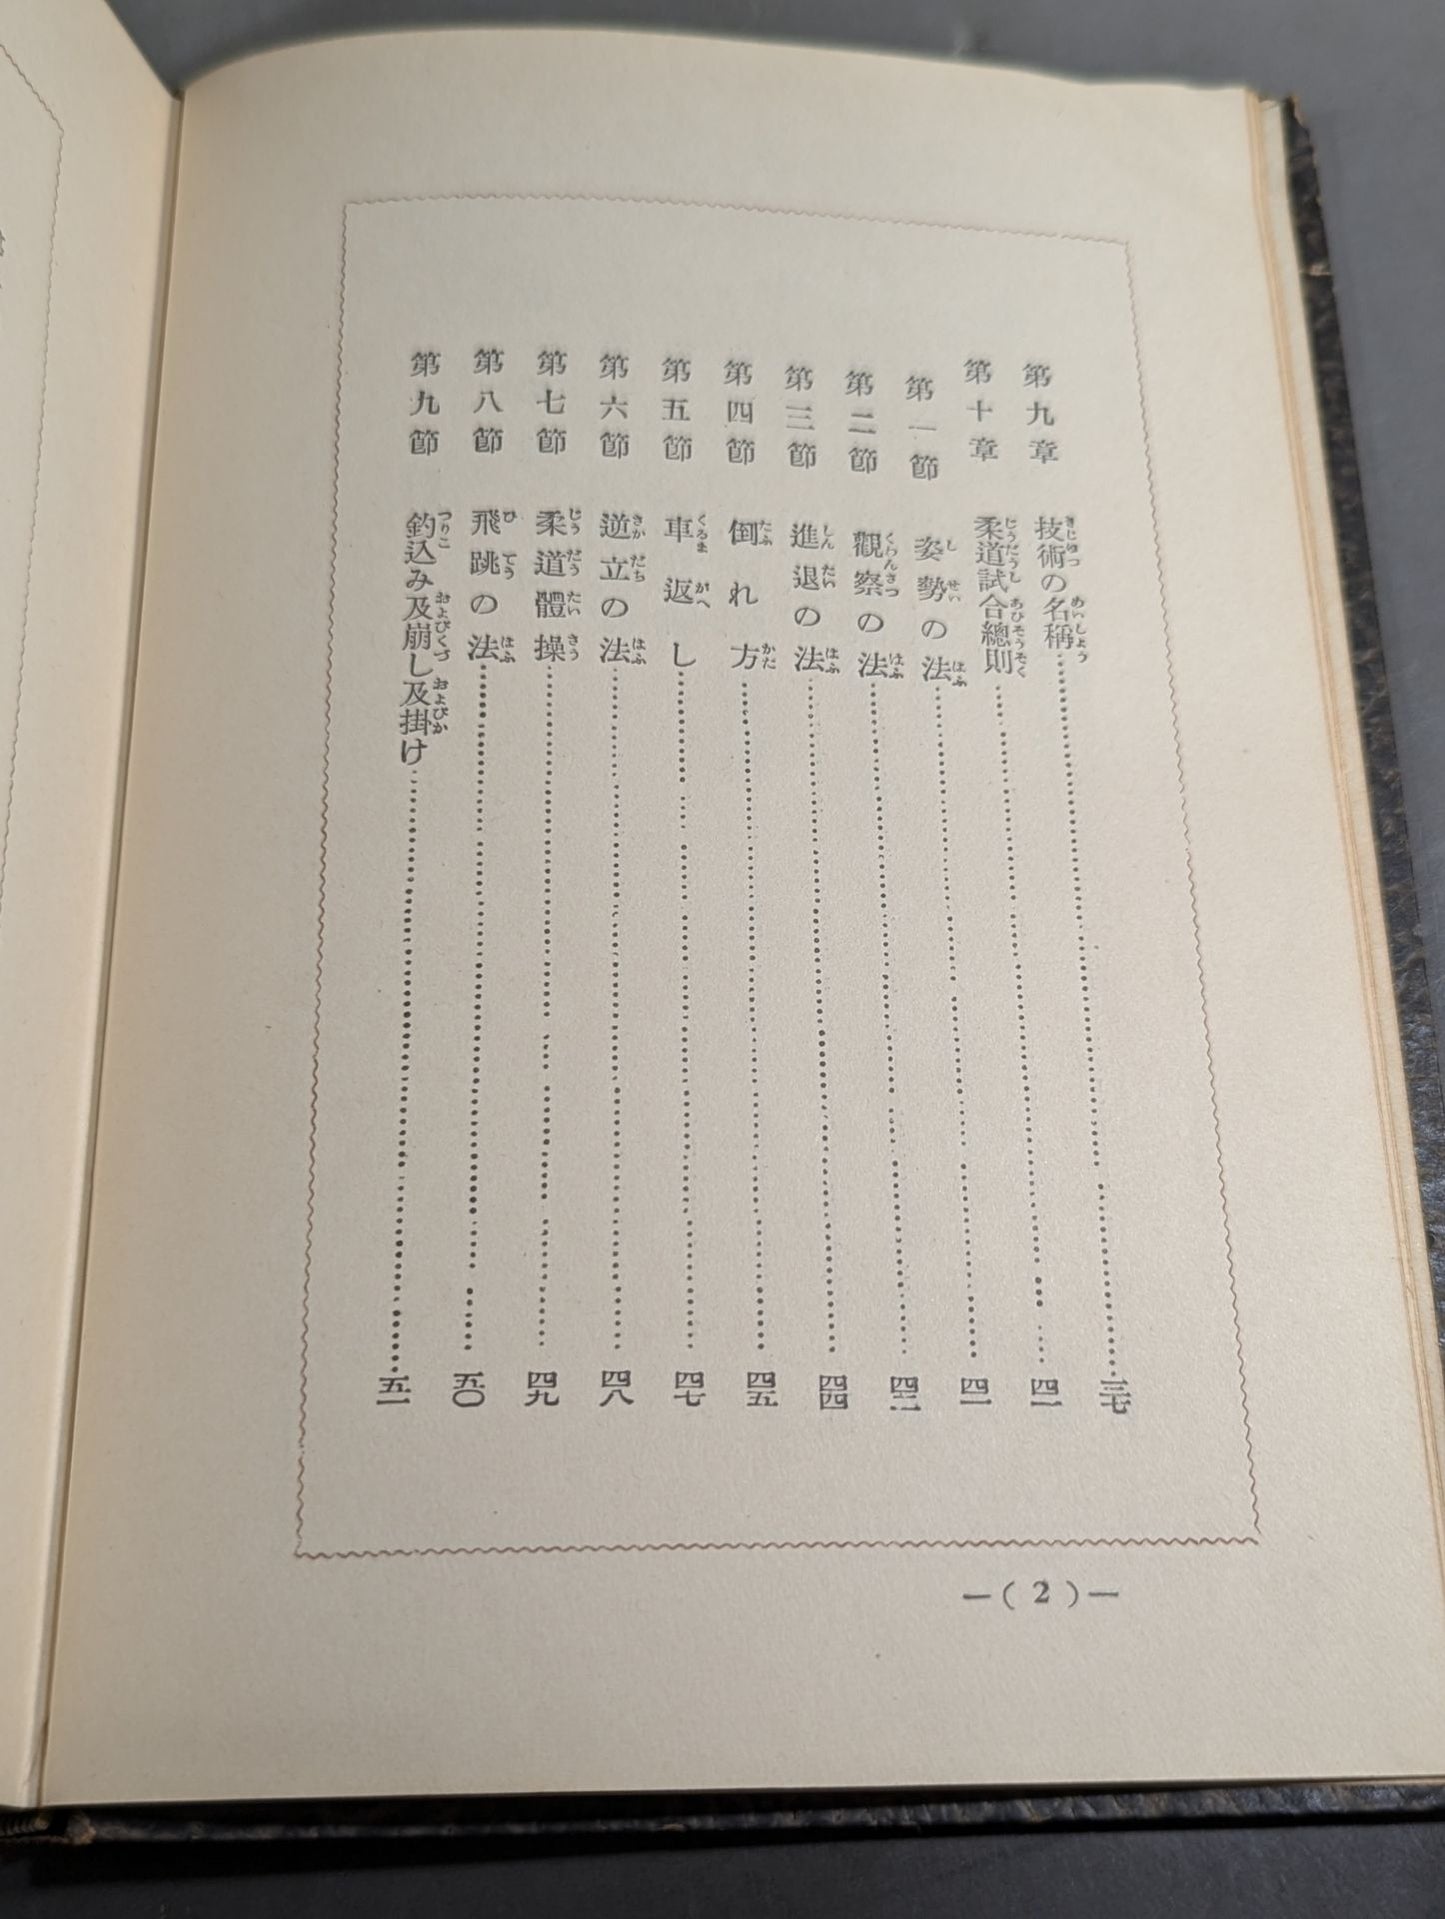 第九章 技術の名稱 三七
第十章 柔道試合總則 四一
第一節 姿勢の法 四一
第二節 觀察の法 四二
第三節 進退の法 四四
第四節 倒れ方 四五
第五節 車返し 四七
第六節 逆立の法 四八
第七節 柔道體操 四九
第八節 飛跳の法 五〇
第九節 釣込み及崩し及掛け 五一
—( 2 )—